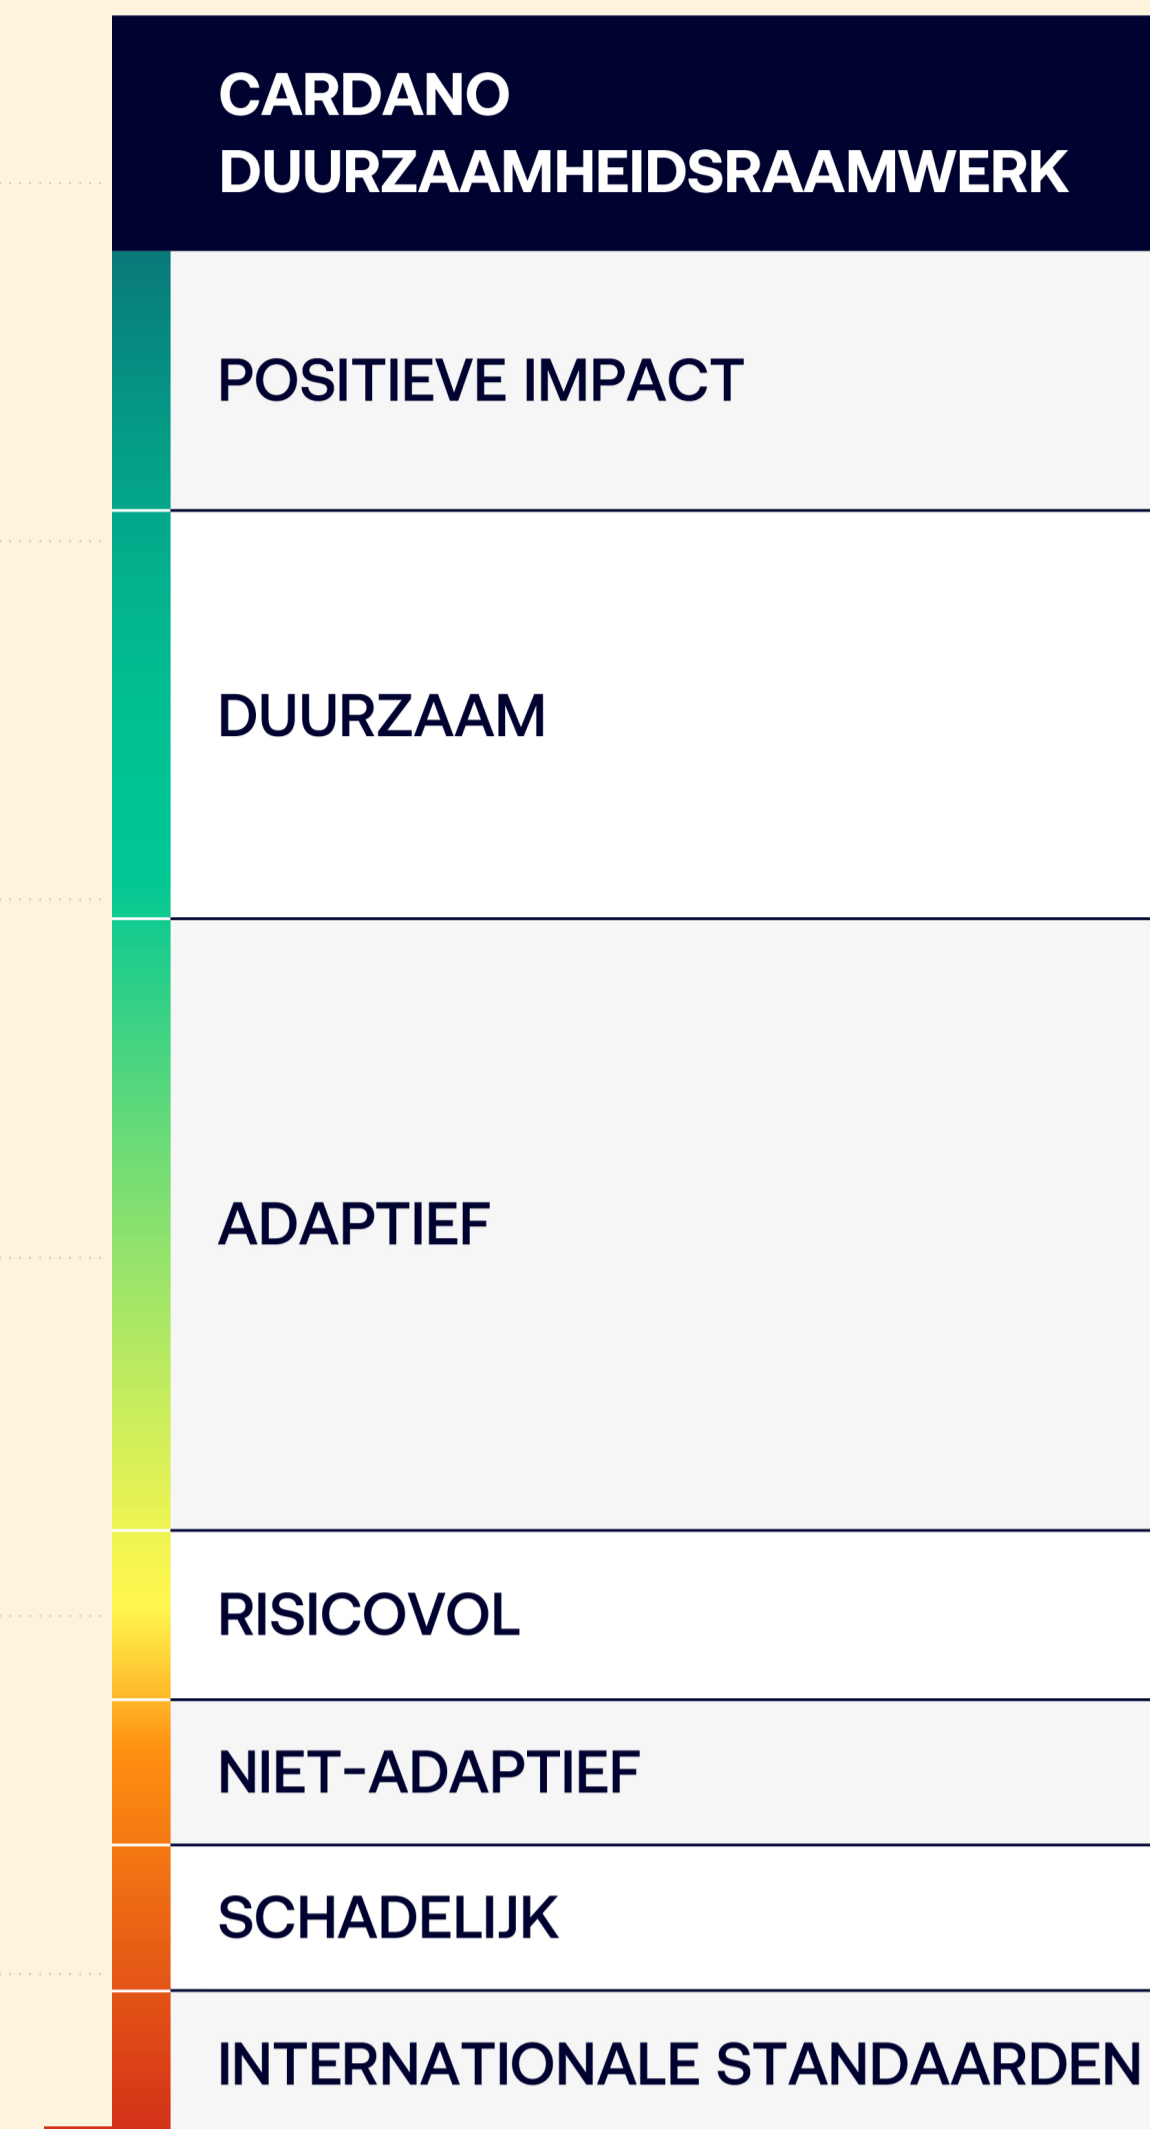 CARDANO
DUURZAAMHEIDSRAAMWERK
POSITIEVE IMPACT
DUURZAAM
ADAPTIEF
RISICOVOL
NIET-ADAPTIEF
SCHADELIJK
INTERNATIONALE STANDAARDEN